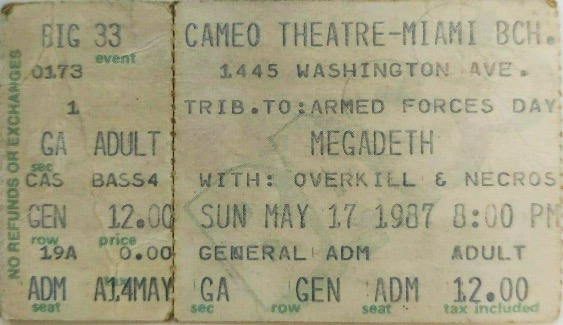 NO REFUNDS OR EXCHANGES
BIG 33
event
0173
1
GA ADULT
sec
CAS BASS4
GEN 12.00
row price
19A 0.00
ADM A14MAY
seat
CAMEO THEATRE-MIAMI BCH.
1445 WASHINGTON AVE.
TRIB.TO:ARMED FORCES DAY
MEGADETH
WITH: OVERKILL & NECROS
SUN MAY 17 1987 8:00 PM
GENERAL ADM ADULT
GA GEN ADM 12.00
sec row seat tax included